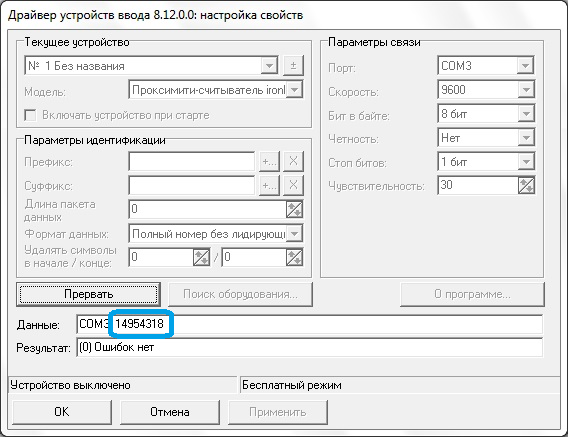 Драйвер устройств ввода 8.12.0.0: настройка свойств
Текущее устройство
№ 1 Без названия
±
Модель:
Проксимити-считыватель
Включать устройство при старте
Параметры идентификации
Префикс:
+...
X
Суффикс:
+...
X
Длина пакета
данных
0
Формат данных:
Полный номер без лидирующ
Удалять символы
в начале / конце:
0
/
0
Параметры связи
Порт:
COM3
Скорость:
9600
Бит в байте:
8 бит
Четность:
Нет
Стоп битов:
1 бит
Чувствительность:
30
Прервать
Поиск оборудования...
О программе...
Данные:
COM3 14954318
Результат:
(0) Ошибок нет
Устройство выключено
Бесплатный режим
ОК
Отмена
Применить